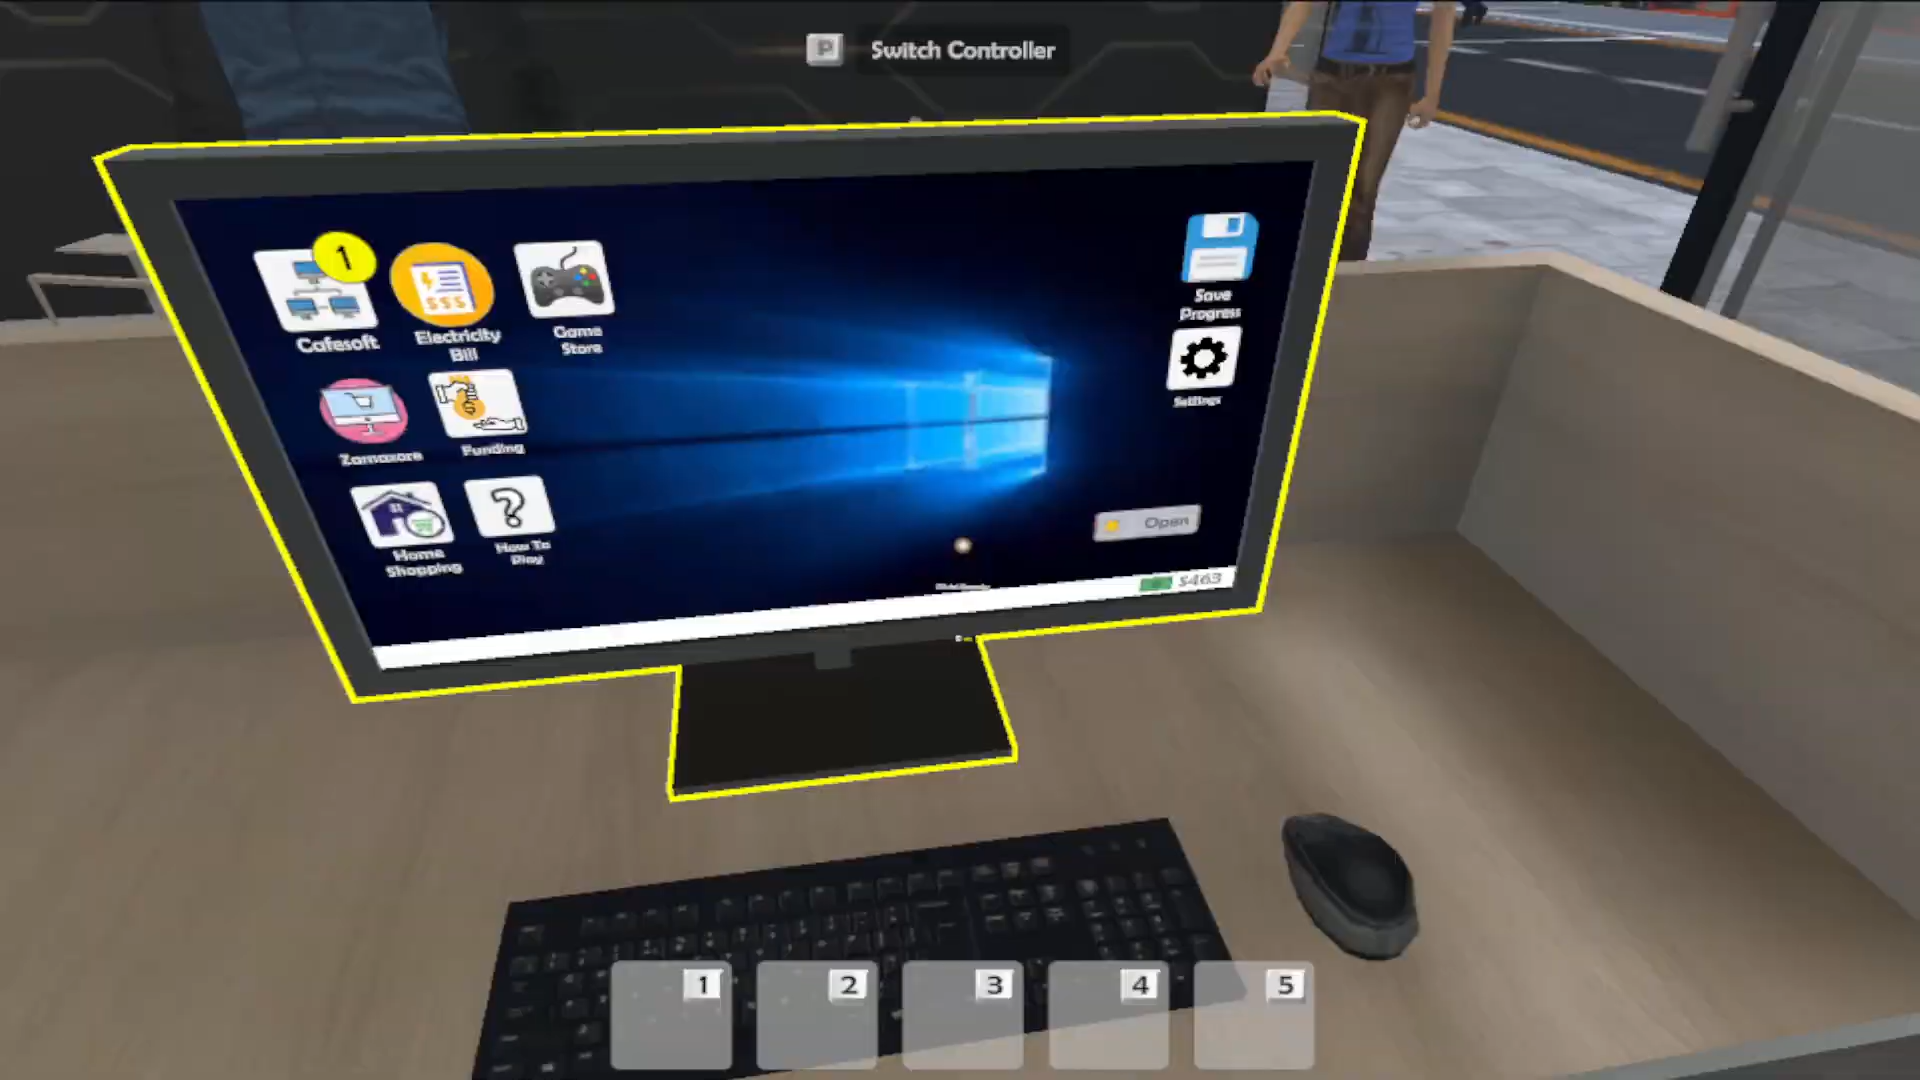 P Switch Controller
1
Cafesoft
Electricity
Bill
$$$
Game
Store
Save
Progress
Zamazore
Funding
Settings
Home
Shopping
How To
Play
Open
$463
1 2 3 4 5